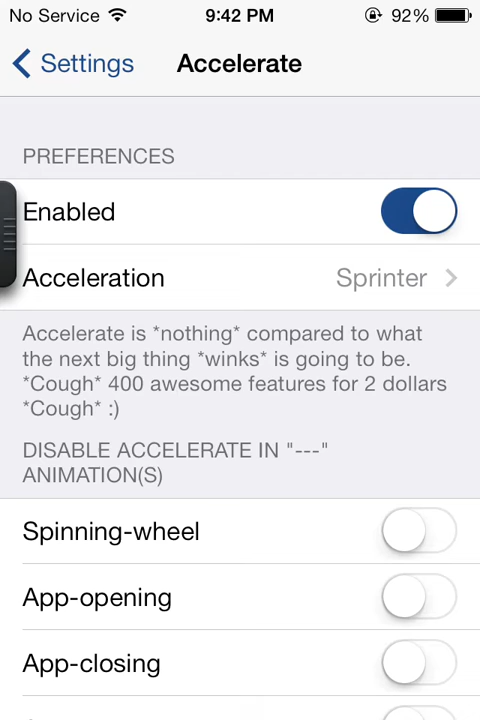 No Service 9:42 PM 92%
Settings Accelerate
PREFERENCES
Enabled
Acceleration Sprinter
Accelerate is *nothing* compared to what
the next big thing *winks* is going to be.
*Cough* 400 awesome features for 2 dollars
*Cough* :)
DISABLE ACCELERATE IN "---"
ANIMATION(S)
Spinning-wheel
App-opening
App-closing